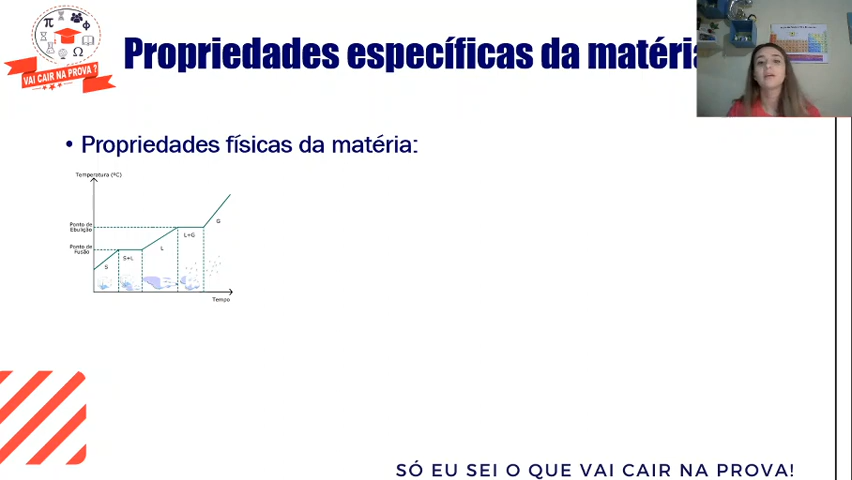 π
Ω
VAI CAIR NA PROVA ?
Propriedades específicas da matéria
• Propriedades físicas da matéria:
Temperatura (ºC)
Ponto de
Ebulição
Ponto de
Fusão
S
S+L
L
L+G
G
Tempo
SÓ EU SEI O QUE VAI CAIR NA PROVA!